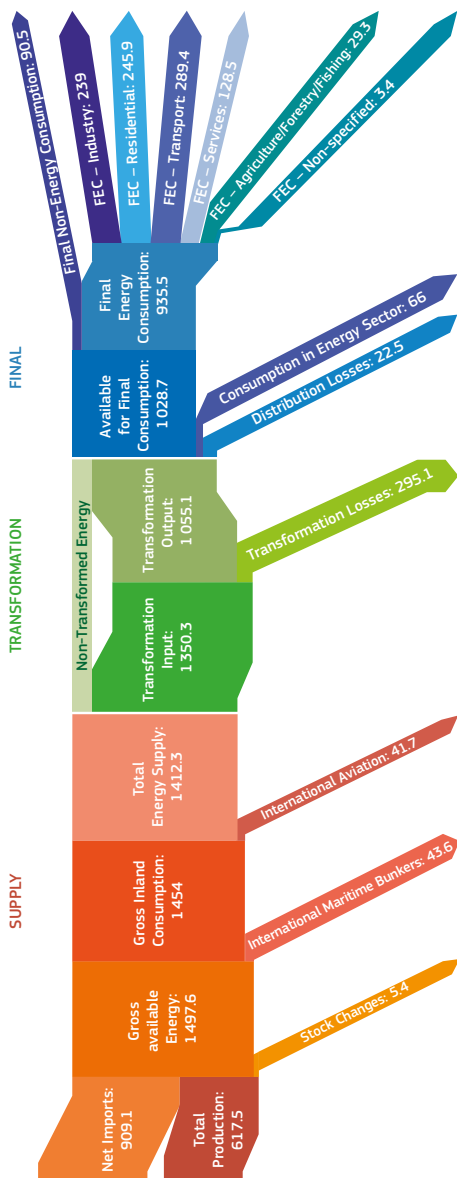 SUPPLY
TRANSFORMATION
FINAL
Net Imports:
909.1
Total
Production:
617.5
Gross
available
Energy:
1 497.6
Stock Changes: 5.4
Gross Inland
Consumption:
1 454
International Maritime Bunkers: 43.6
Total
Energy Supply:
1 412.3
International Aviation: 41.7
Non-Transformed Energy
Transformation
Input:
1 350.3
Transformation
Output:
1 055.1
Transformation Losses: 295.1
Available
for Final
Consumption:
1 028.7
Consumption in Energy Sector: 66
Distribution Losses: 22.5
Final
Energy
Consumption:
935.5
Final Non-Energy Consumption: 90.5
FEC – Industry: 239
FEC – Residential: 245.9
FEC – Transport: 289.4
FEC – Services: 128.5
FEC – Agriculture/Forestry/Fishing: 29.3
FEC – Non-specified: 3.4